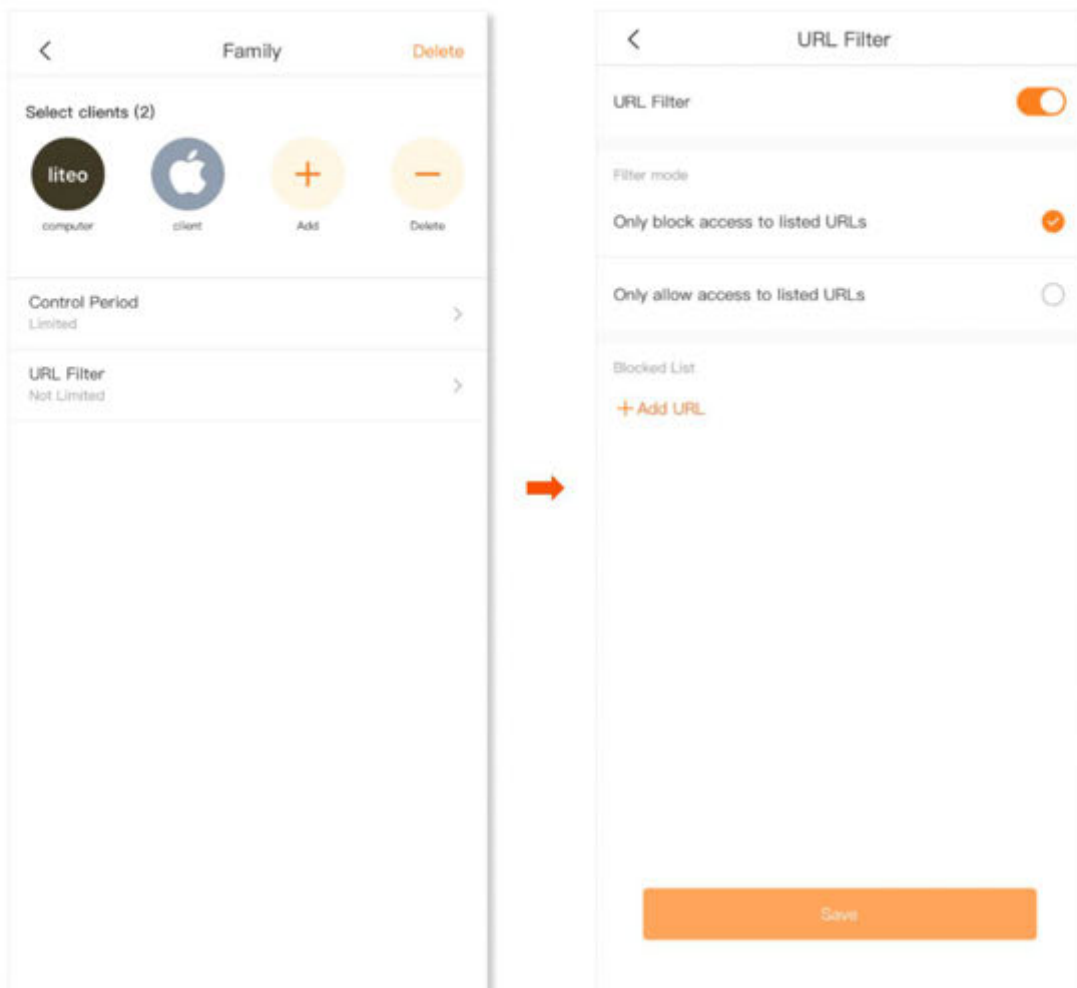 Family
Delete
Select clients (2)
liteo
computer
client
Add
Delete
Control Period
Limited
URL Filter
Not Limited
URL Filter
URL Filter
Filter mode
Only block access to listed URLs
Only allow access to listed URLs
Blocked List
+ Add URL
Save